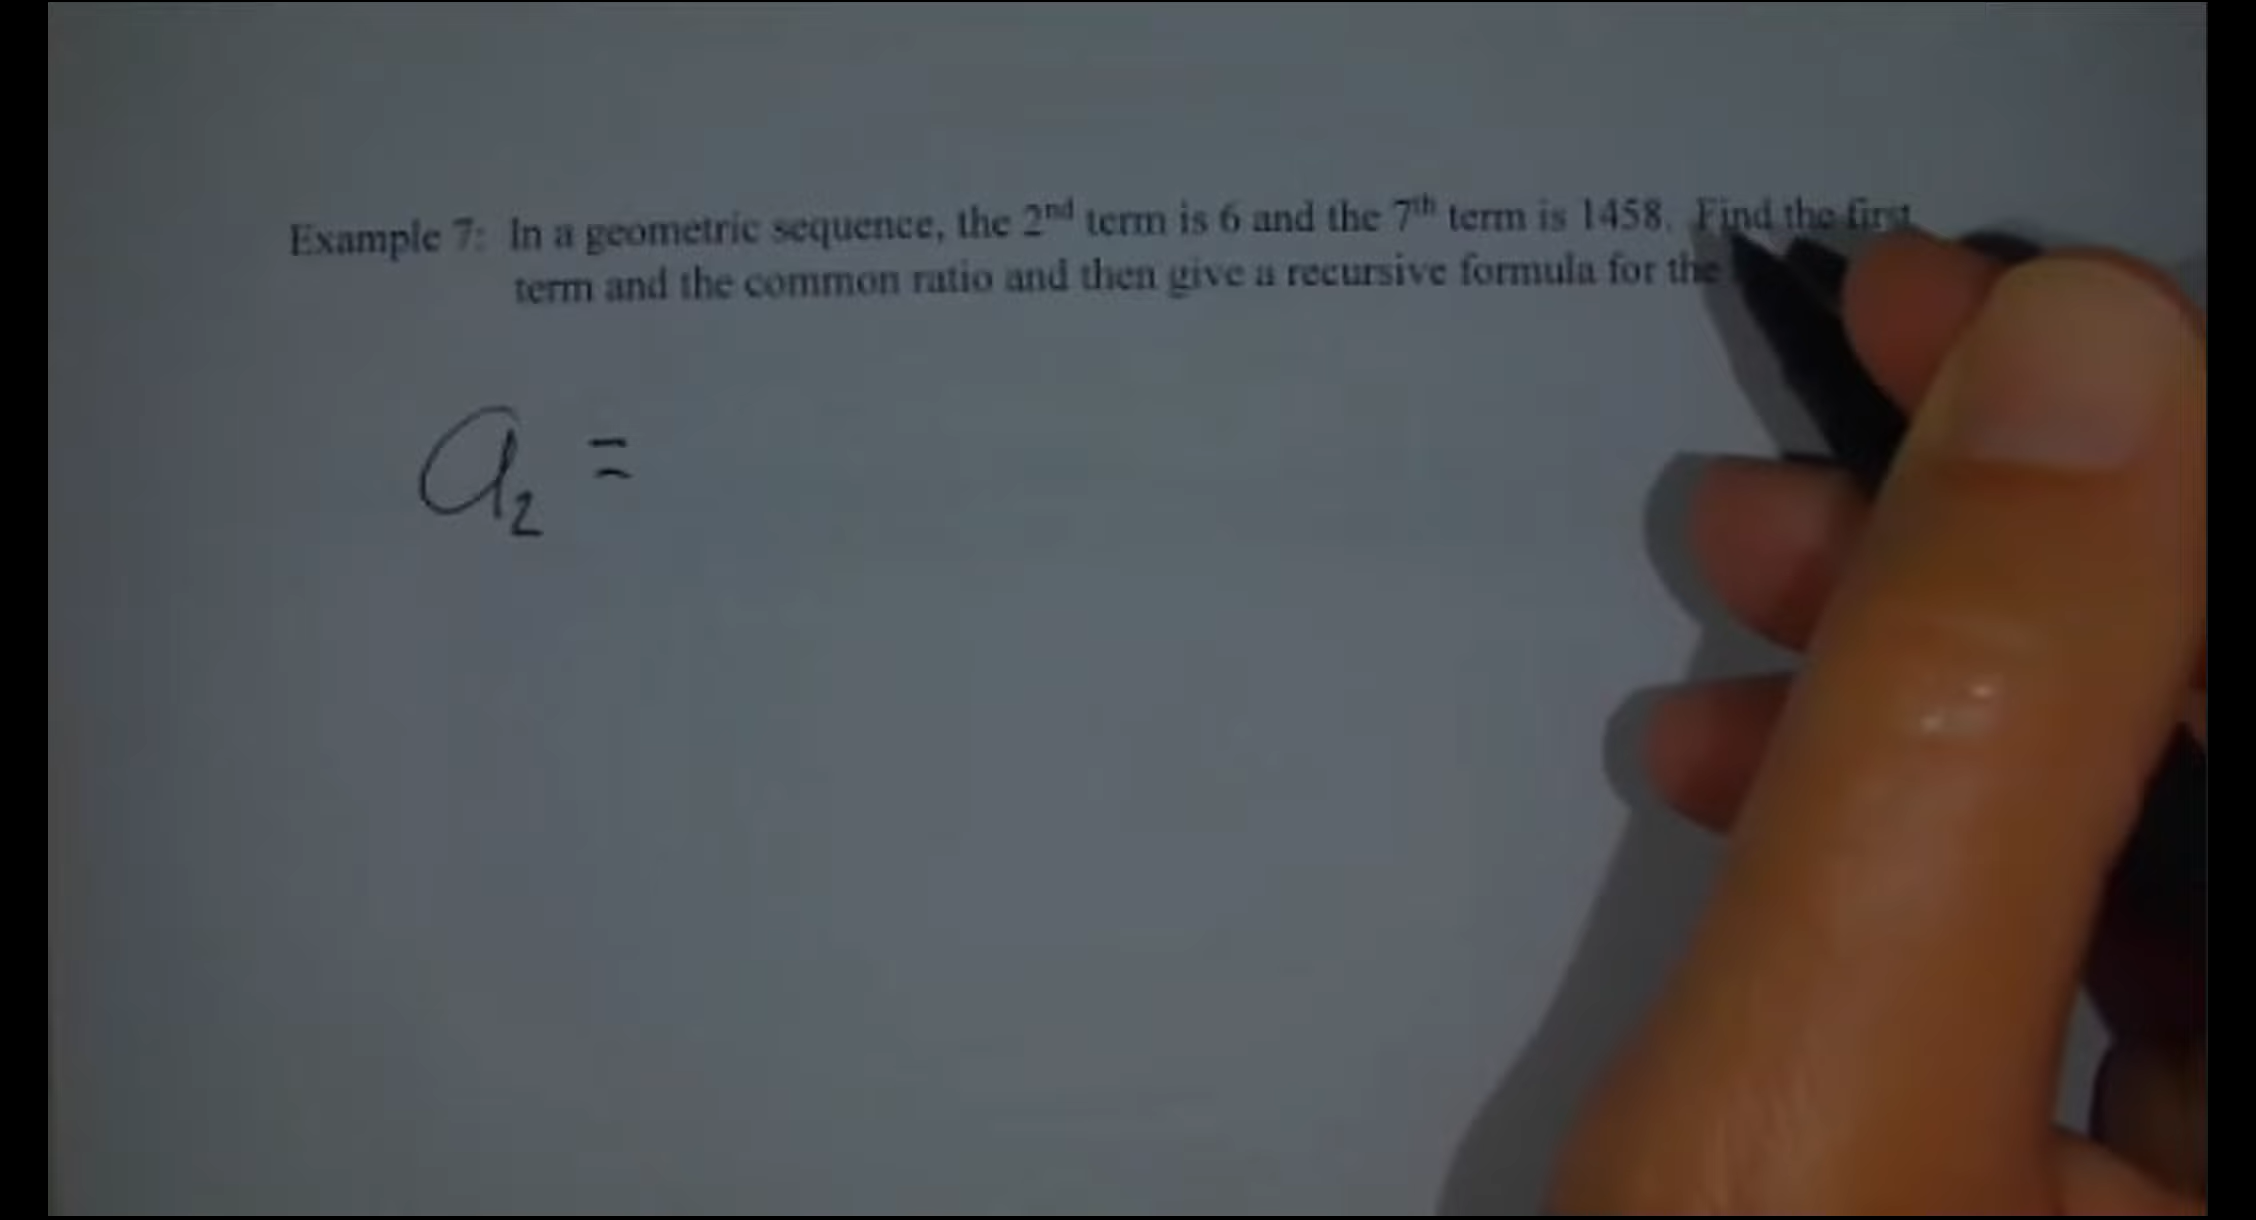 Example 7: In a geometric sequence, the 2nd term is 6 and the 7th term is 1458. Find the first
term and the common ratio and then give a recursive formula for the
a₂ =